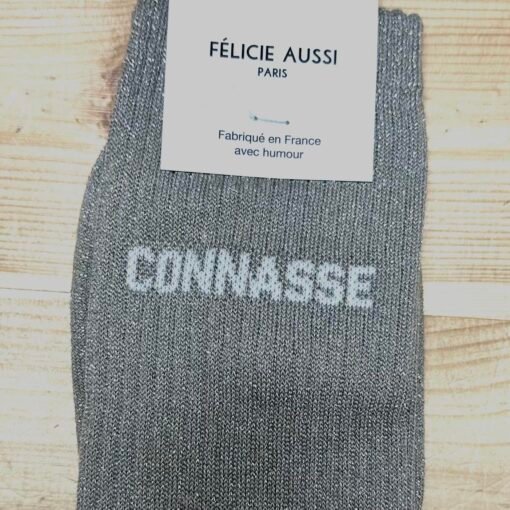 FÉLICIE AUSSI
PARIS
Fabriqué en France
avec humour
CONNASSE